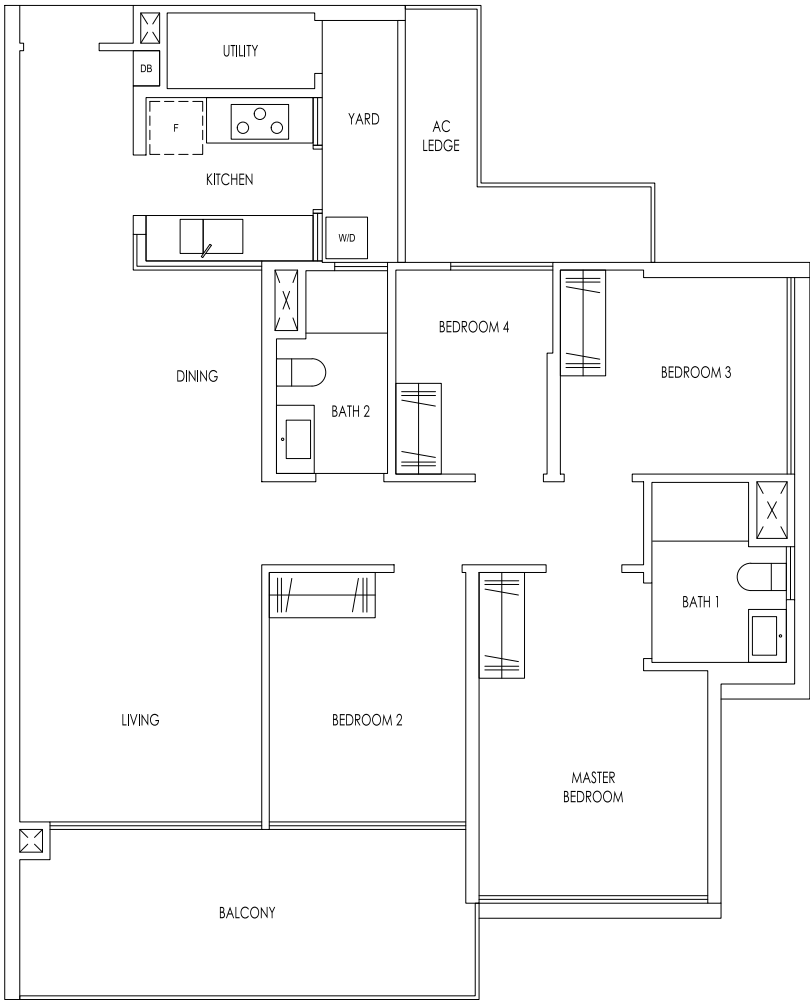 UTILITY
DB
YARD
F
AC
LEDGE
KITCHEN
W/D
BEDROOM 4
DINING
BEDROOM 3
BATH 2
BATH 1
LIVING
BEDROOM 2
MASTER
BEDROOM
BALCONY